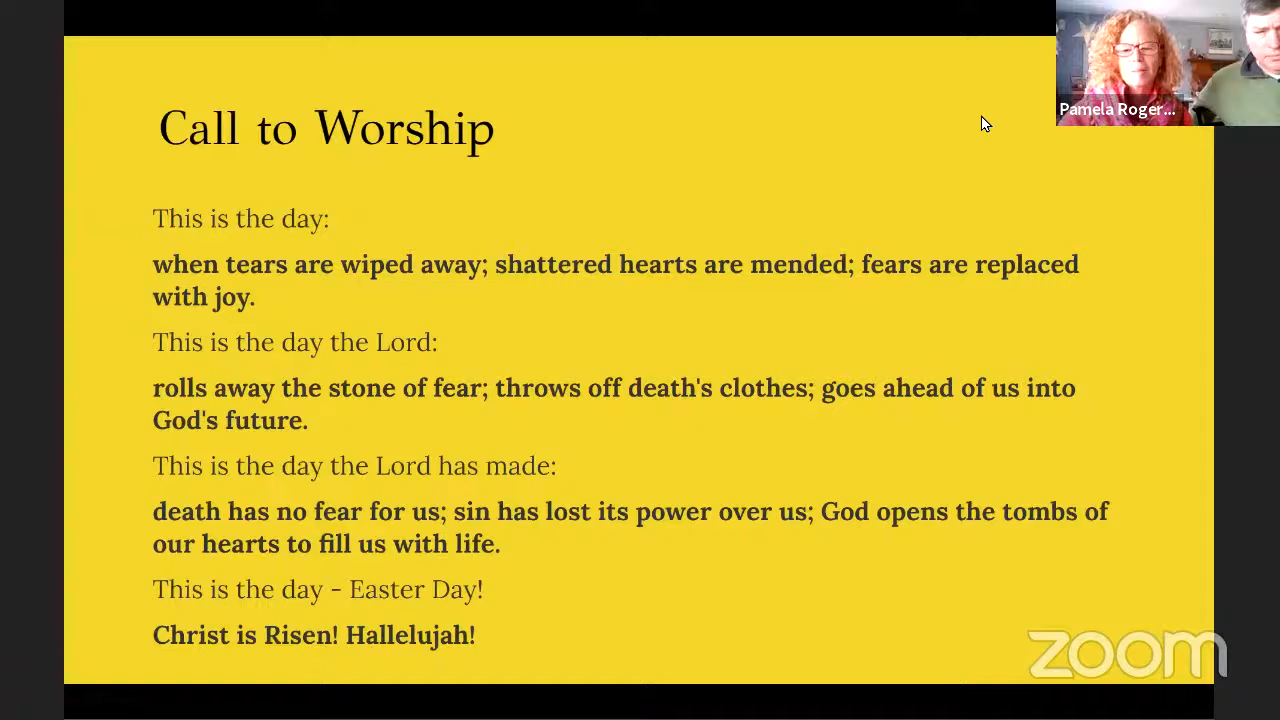 Call to Worship
Pamela Roger...
This is the day:
when tears are wiped away; shattered hearts are mended; fears are replaced
with joy.
This is the day the Lord:
rolls away the stone of fear; throws off death's clothes; goes ahead of us into
God's future.
This is the day the Lord has made:
death has no fear for us; sin has lost its power over us; God opens the tombs of
our hearts to fill us with life.
This is the day - Easter Day!
Christ is Risen! Hallelujah!
zoom